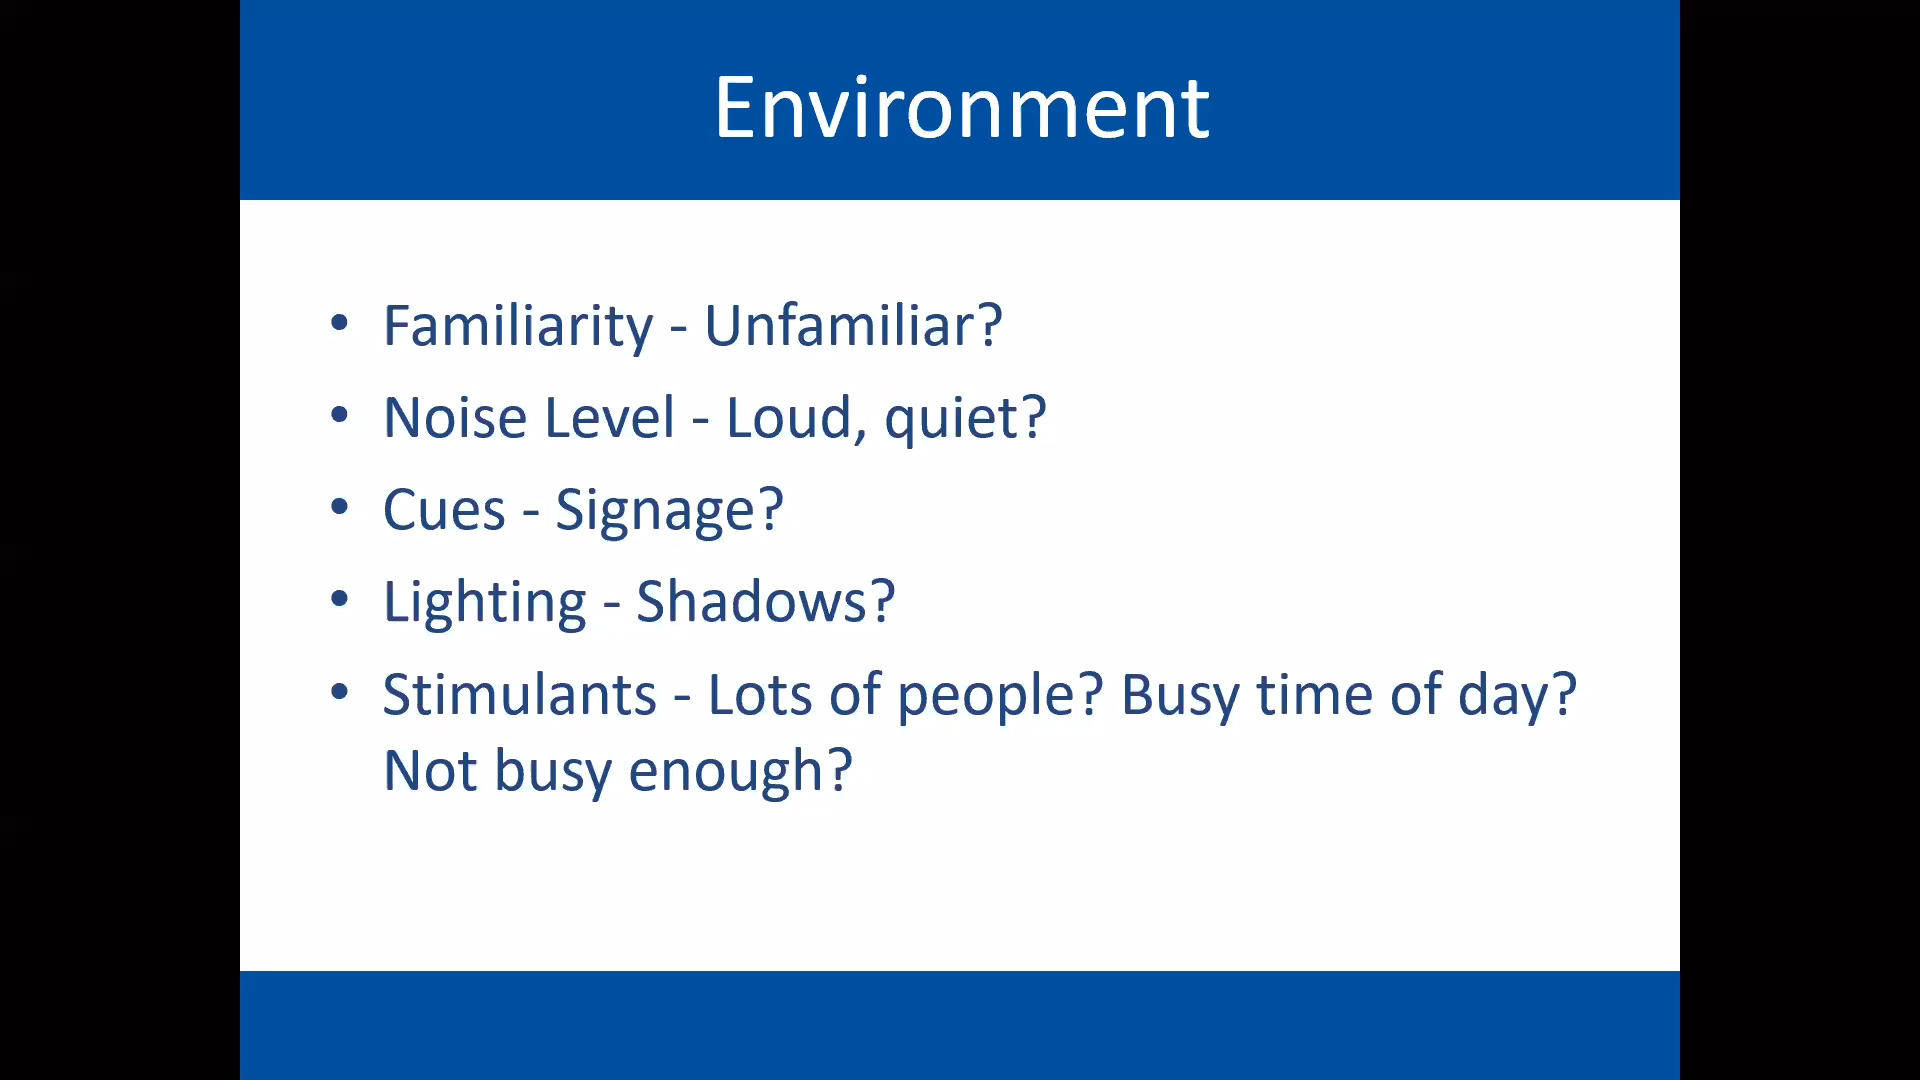 Environment
• Familiarity - Unfamiliar?
• Noise Level - Loud, quiet?
• Cues - Signage?
• Lighting - Shadows?
• Stimulants - Lots of people? Busy time of day?
Not busy enough?